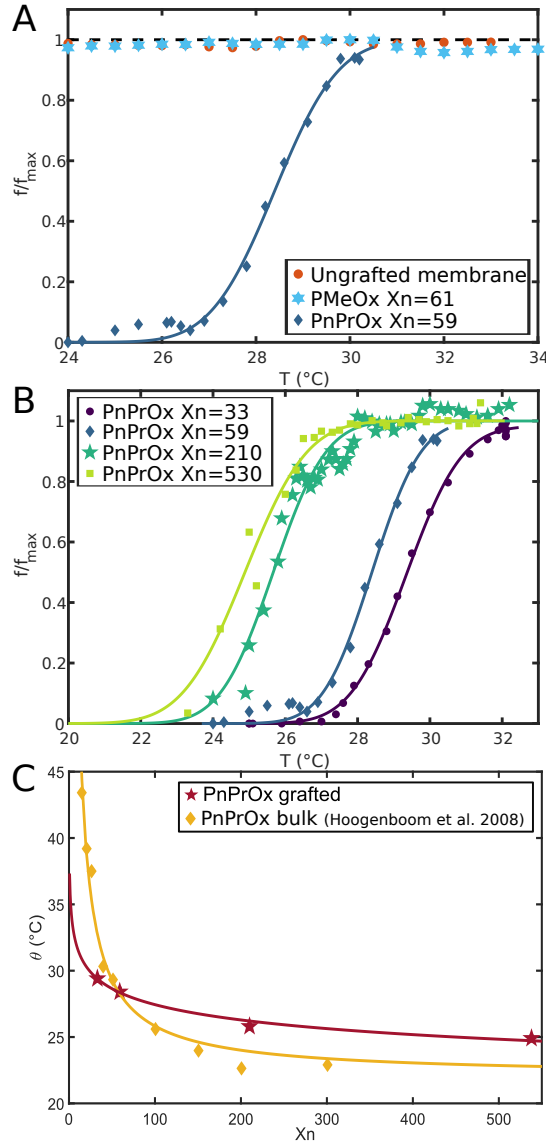 A
1
0.8
0.6
0.4
0.2
0
f/f_max
Ungrafted membrane
PMeOx Xn=61
PnPrOx Xn=59
24 26 28 30 32 34
T (°C)
B
PnPrOx Xn=33
PnPrOx Xn=59
PnPrOx Xn=210
PnPrOx Xn=530
1
0.8
0.6
0.4
0.2
0
f/f_max
20 22 24 26 28 30 32
T (°C)
C
45
40
35
30
25
20
θ (°C)
PnPrOx grafted
PnPrOx bulk (Hoogenboom et al. 2008)
0 100 200 300 400 500
Xn